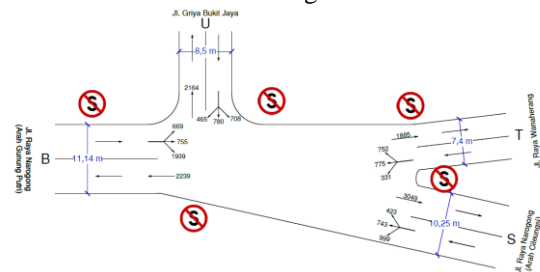 Jl. Griya Bukit Jaya
U
8,5 m
2164
465
780
708
S
S
S
Jl. Raya Narogong
(Arah Gunung Putri)
B
11,14 m
669
755
1939
2239
S
1885
7,4 m
T
Jl. Raya Wanaherang
752
775
331
S
3049
423
743
999
10,25 m
S
Jl. Raya Narogong
(Arah Cileungsi)